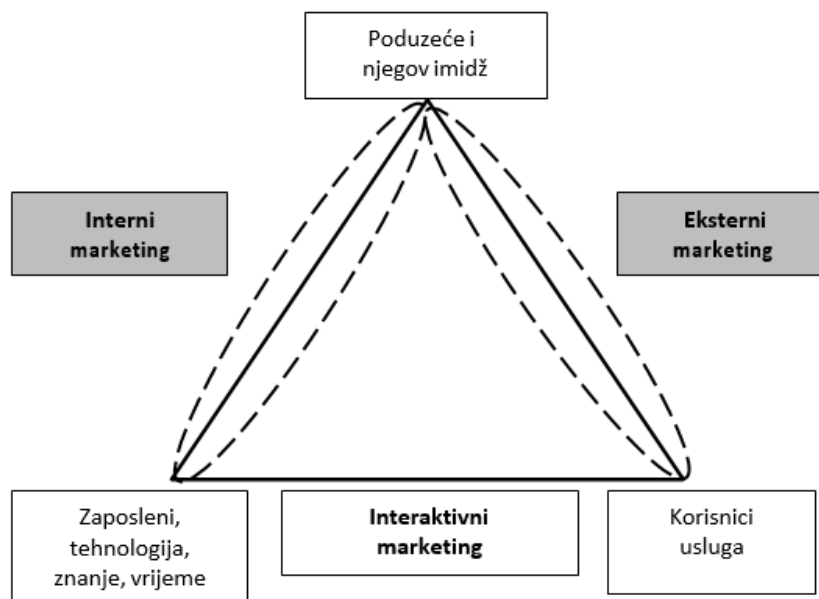 Poduzeće i
njegov imidž
Interni
marketing
Eksterni
marketing
Zaposleni,
tehnologija,
znanje, vrijeme
Interaktivni
marketing
Korisnici
usluga